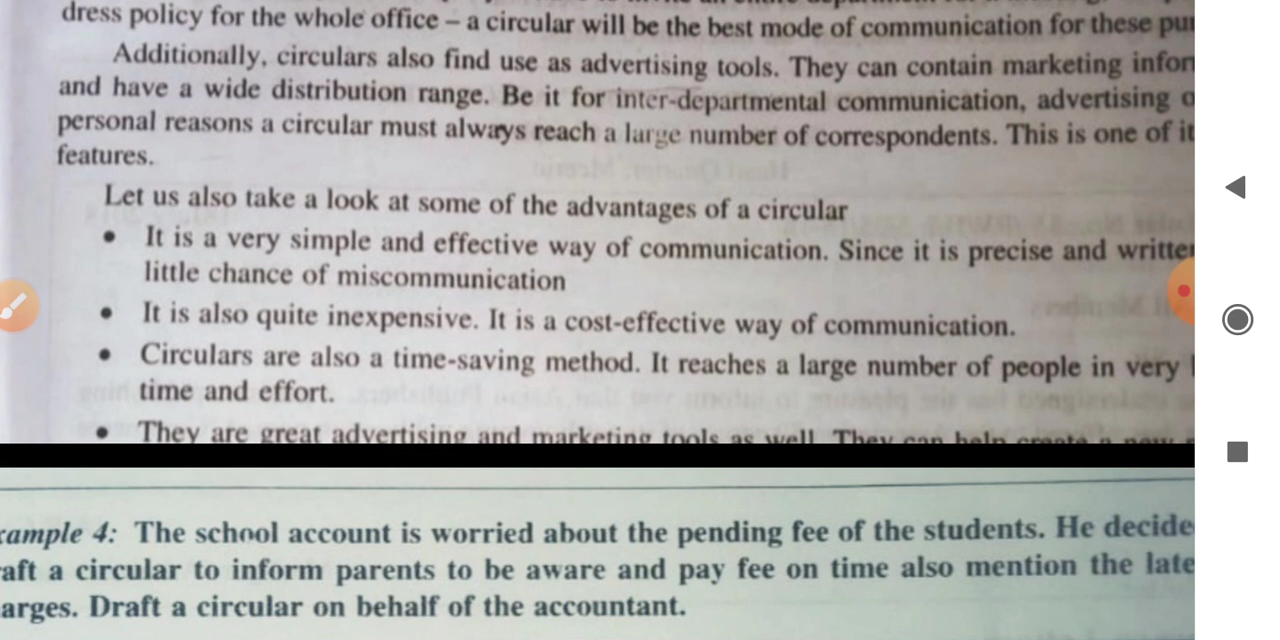 dress policy for the whole office – a circular will be the best mode of communication for these
Additionally, circulars also find use as advertising tools. They can contain marketing
and have a wide distribution range. Be it for inter-departmental communication, advertising
personal reasons a circular must always reach a large number of correspondents. This is one of
features.
Let us also take a look at some of the advantages of a circular
• It is a very simple and effective way of communication. Since it is precise and
little chance of miscommunication
• It is also quite inexpensive. It is a cost-effective way of communication.
• Circulars are also a time-saving method. It reaches a large number of people in very
time and effort.
• They are great advertising and marketing tools as well. They can help create a new
4: The school account is worried about the pending fee of the students. He
a circular to inform parents to be aware and pay fee on time also mention the late
Draft a circular on behalf of the accountant.